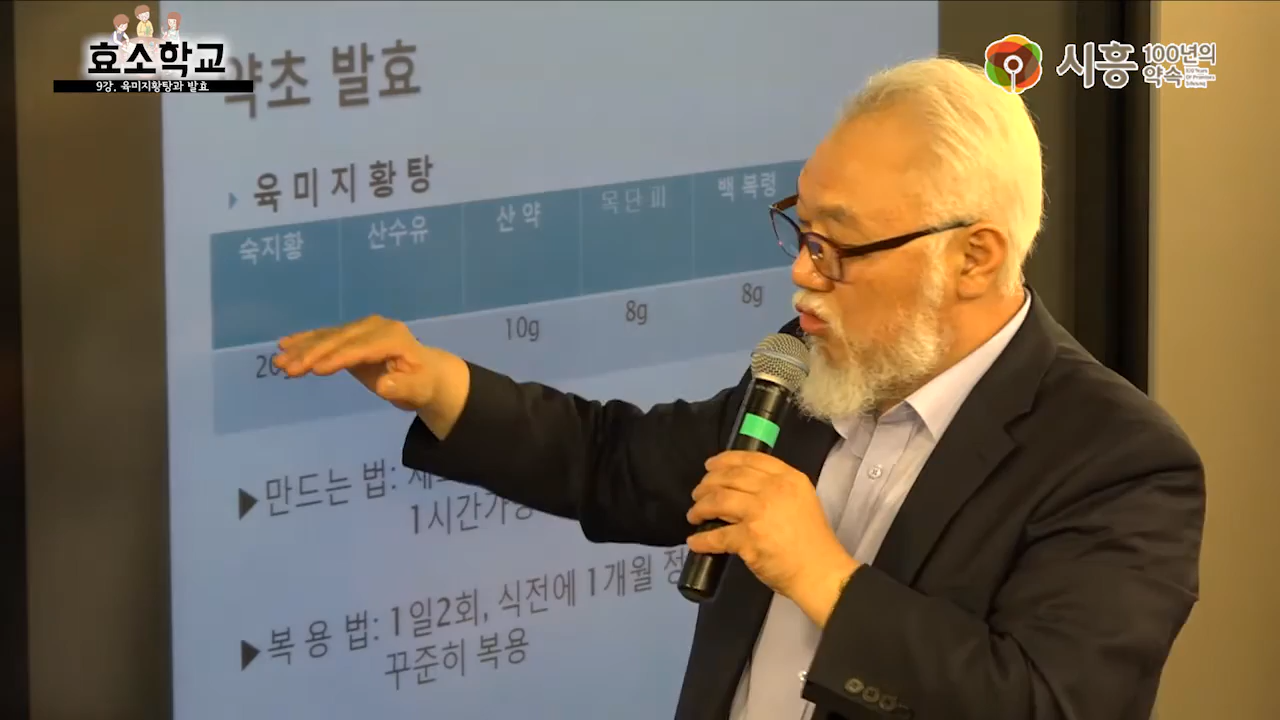 효소학교
9강. 육미지황탕과 발효
시흥 100년의 약속
약초 발효
육미지황탕
숙지황 산수유 산약 목단피 백복령
10g 8g 8g
▶만드는 법:
1시간가량
▶복용법: 1일2회, 식전에 1개월
꾸준히 복용